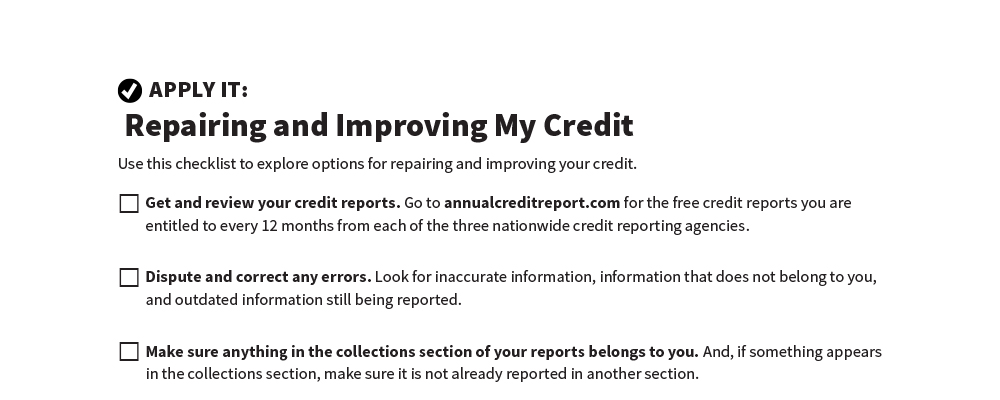 APPLY IT:
Repairing and Improving My Credit
Use this checklist to explore options for repairing and improving your credit.
Get and review your credit reports. Go to annualcreditreport.com for the free credit reports you are
entitled to every 12 months from each of the three nationwide credit reporting agencies.
Dispute and correct any errors. Look for inaccurate information, information that does not belong to you,
and outdated information still being reported.
Make sure anything in the collections section of your reports belongs to you. And, if something appears
in the collections section, make sure it is not already reported in another section.